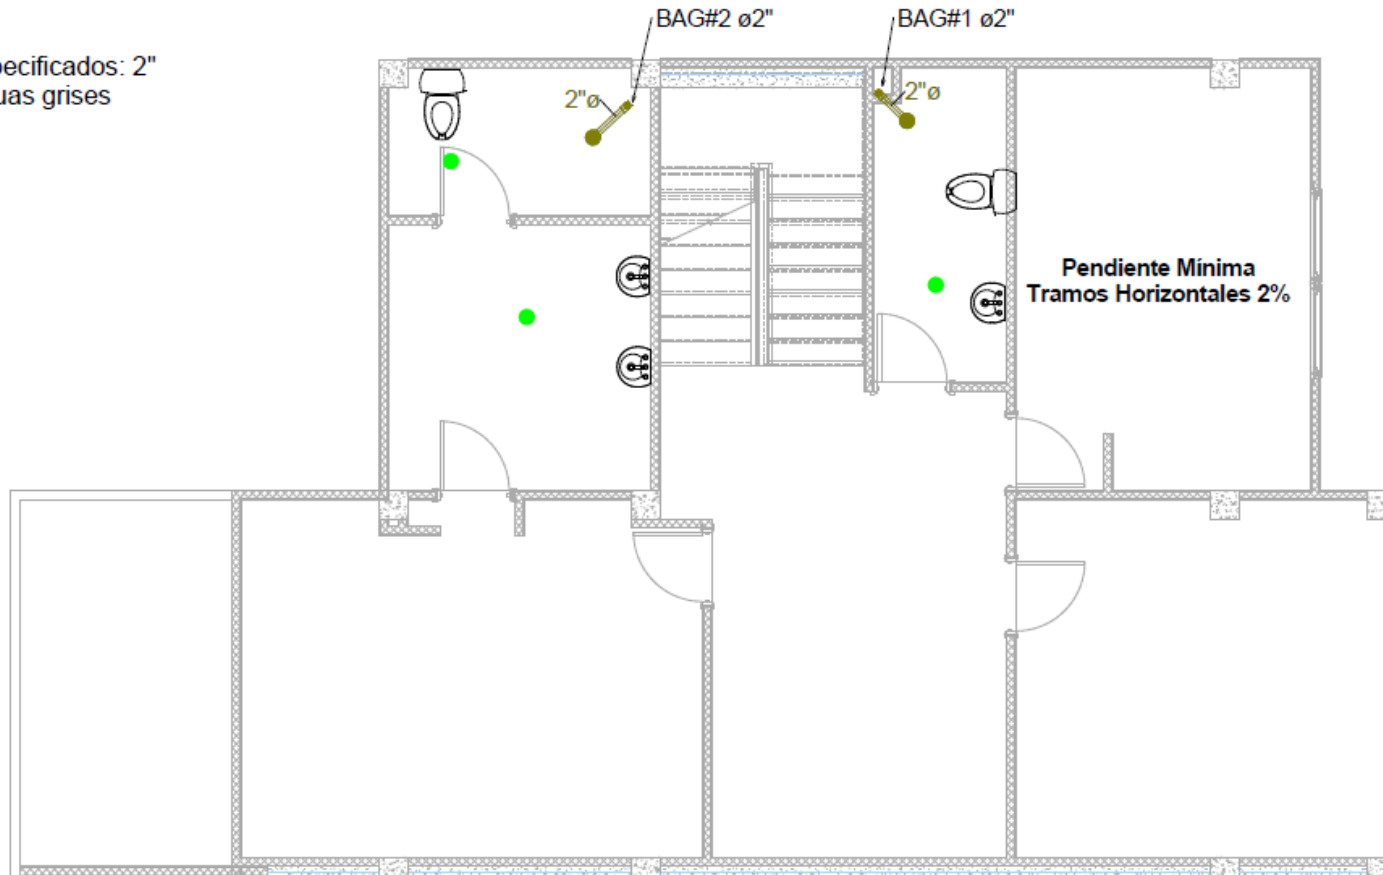 BAG#2 ø2"
BAG#1 ø2"
pecificados: 2"
uas grises
2"ø
2"ø
Pendiente Mínima
Tramos Horizontales 2%